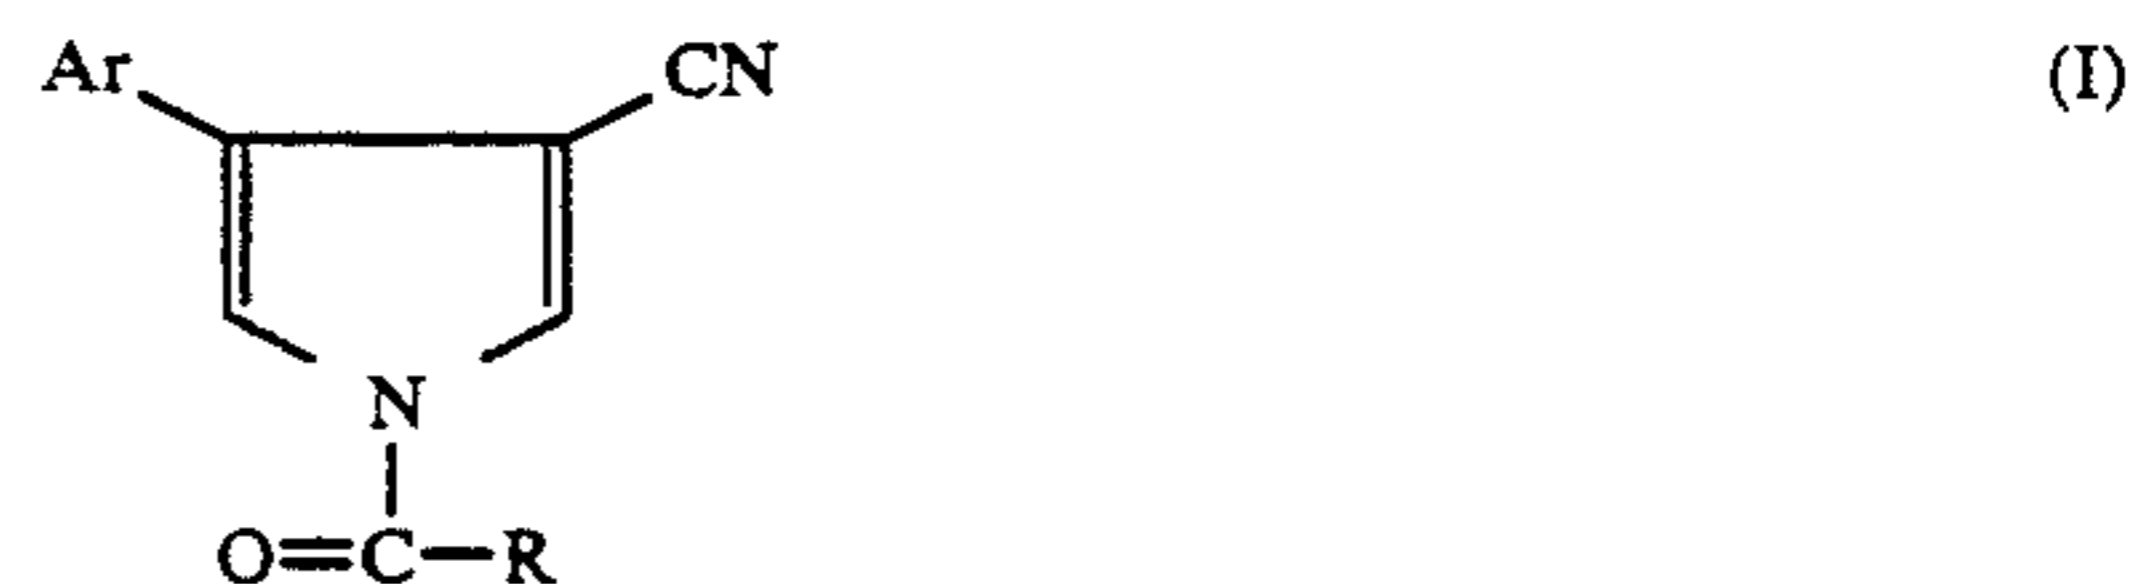 Ar CN (I)
N
O=C—R